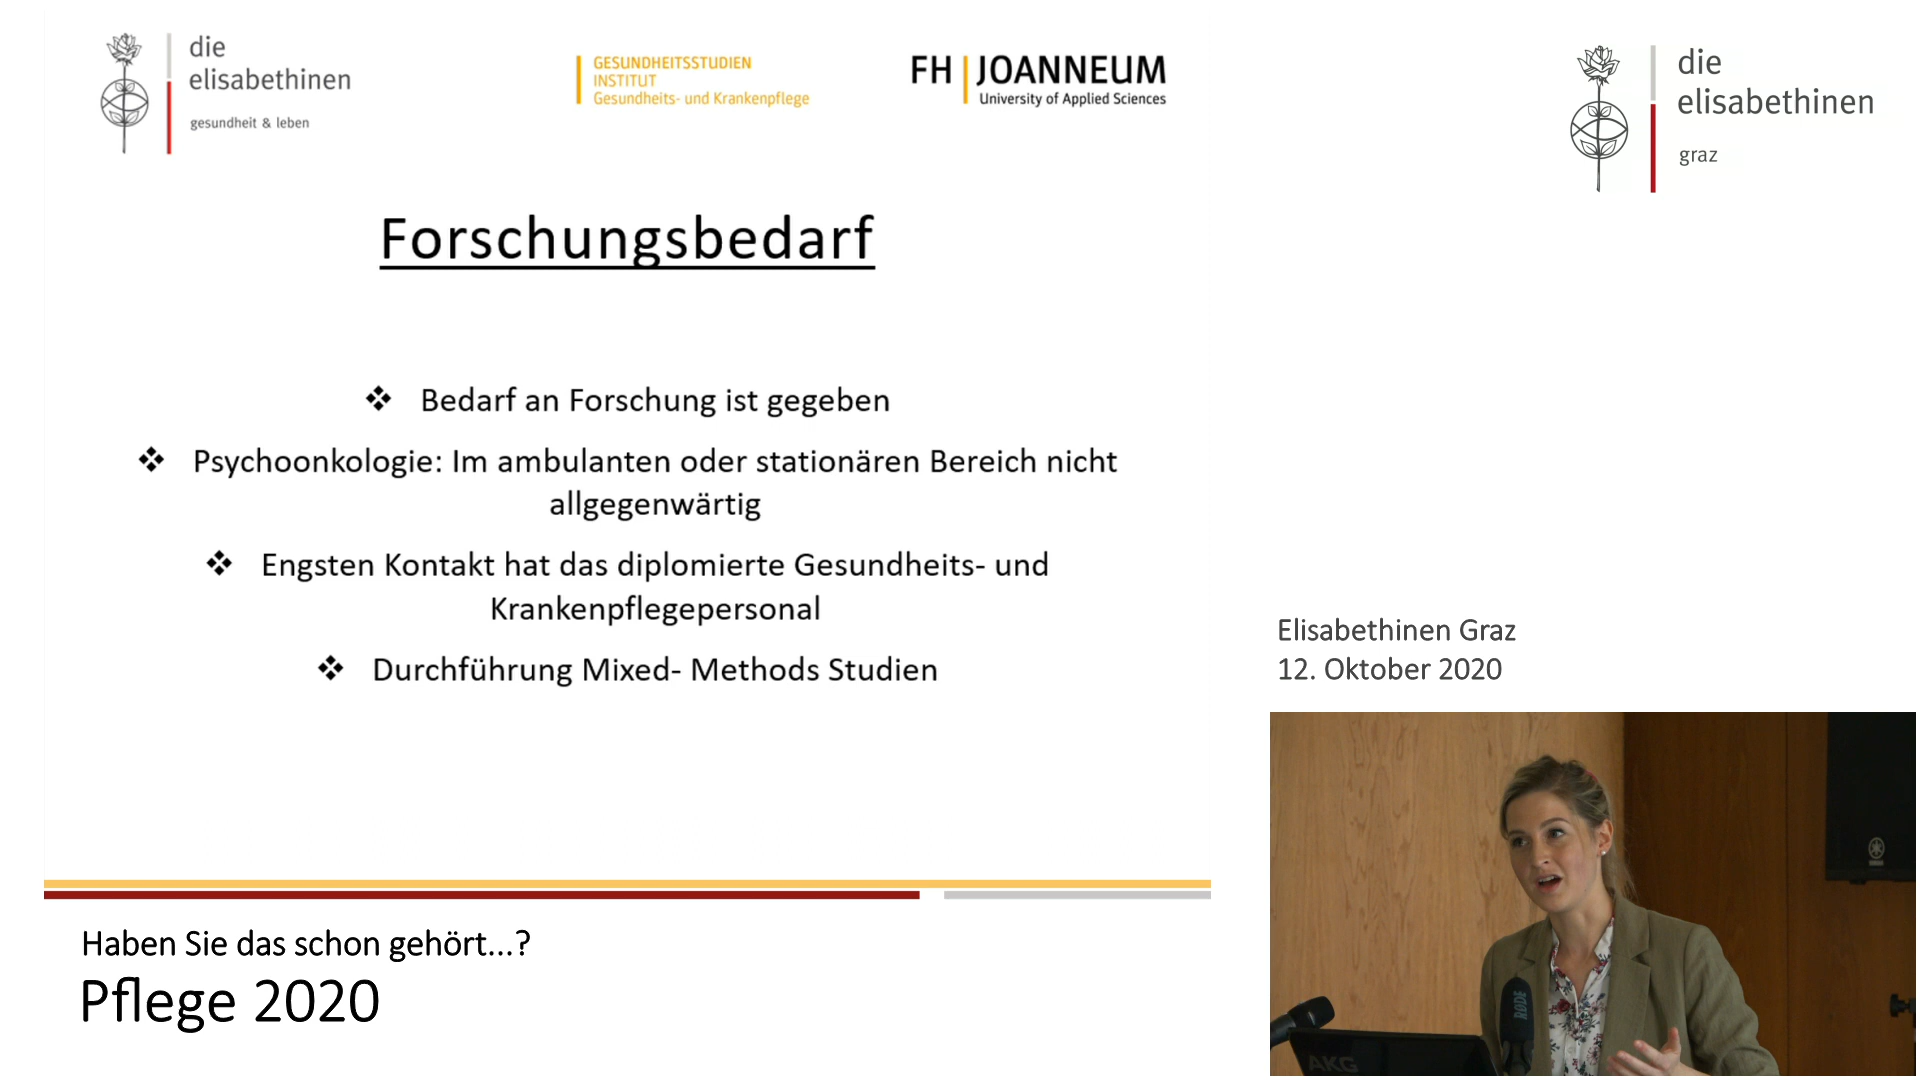 die
elisabethinen
gesundheit & leben
GESUNDHEITSSTUDIEN
INSTITUT
Gesundheits- und Krankenpflege
FH JOANNEUM
University of Applied Sciences
die
elisabethinen
graz
Forschungsbedarf
Bedarf an Forschung ist gegeben
Psychoonkologie: Im ambulanten oder stationären Bereich nicht
allgegenwärtig
Engsten Kontakt hat das diplomierte Gesundheits- und
Krankenpflegepersonal
Durchführung Mixed- Methods Studien
Elisabethinen Graz
12. Oktober 2020
RØDE
AKG
Haben Sie das schon gehört...?
Pflege 2020